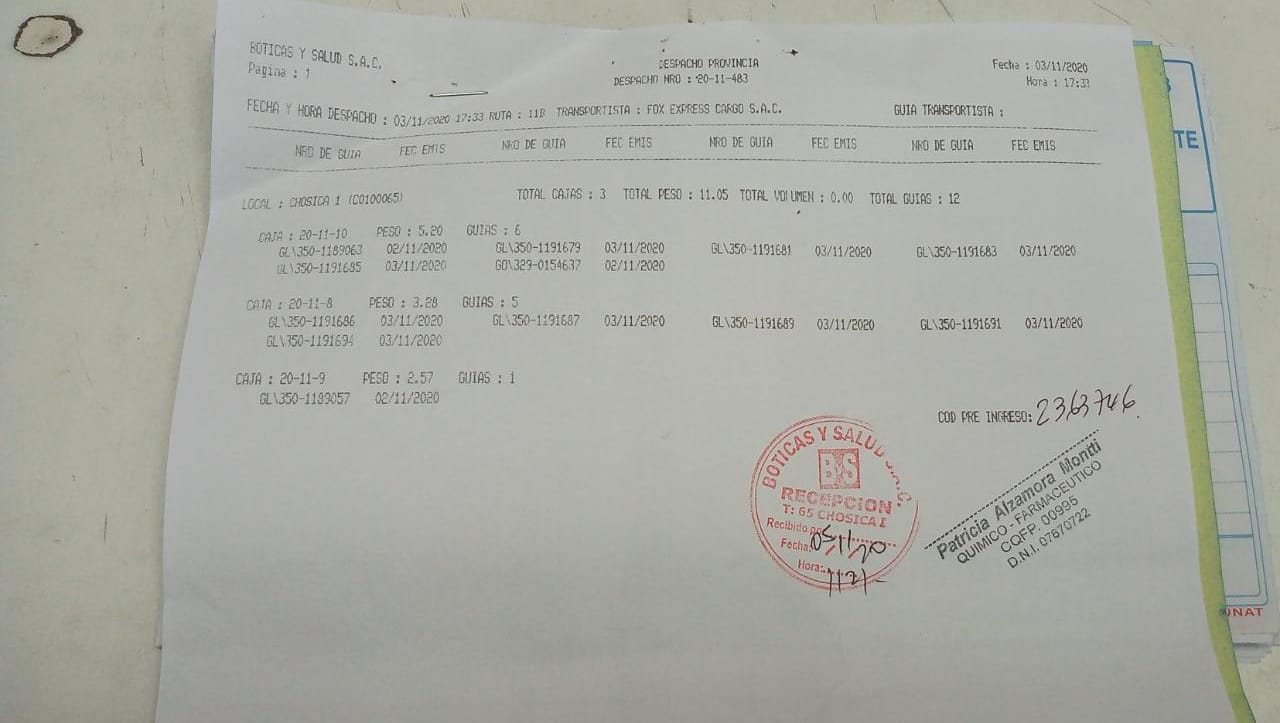 BOTICAS Y SALUD S.A.C.
Pagina : 1
DESPACHO PROVINCIA
DESPACHO NRO : 20-11-483
Fecha : 03/11/2020
Hora : 17:33
FECHA Y HORA DESPACHO : 03/11/2020 17:33 RUTA : 11B TRANSPORTISTA : FOX EXPRESS CARGO S.A.C. GUIA TRANSPORTISTA :
NRO DE GUIA FEC EMIS NRO DE GUIA FEC EMIS NRO DE GUIA FEC EMIS NRO DE GUIA FEC EMIS
LOCAL : CHOSICA 1 (C0100065) TOTAL CAJAS : 3 TOTAL PESO : 11.05 TOTAL VOLUMEN : 0.00 TOTAL GUIAS : 12
CAJA : 20-11-10 PESO : 5.20 GUIAS : 6
GL\350-1189063 02/11/2020 GL\350-1191679 03/11/2020 GL\350-1191681 03/11/2020 GL\350-1191683 03/11/2020
GL\350-1191685 03/11/2020 GO\329-0154637 02/11/2020
CAJA : 20-11-8 PESO : 3.28 GUIAS : 5
GL\350-1191686 03/11/2020 GL\350-1191687 03/11/2020 GL\350-1191689 03/11/2020 GL\350-1191691 03/11/2020
GL\350-1191694 03/11/2020
CAJA : 20-11-9 PESO : 2.57 GUIAS : 1
GL\350-1189057 02/11/2020
COD PRE INGRESO: 2363746
BOTICAS Y SALUD S.A.C.
BS
RECEPCION
T: 65 CHOSICA I
Recibido por
Fecha: 05/11/20
Hora:
Patricia Alzamora Montti
QUIMICO - FARMACEUTICO
CQFP. 00995
D.N.I. 07670722
TE
UNAT